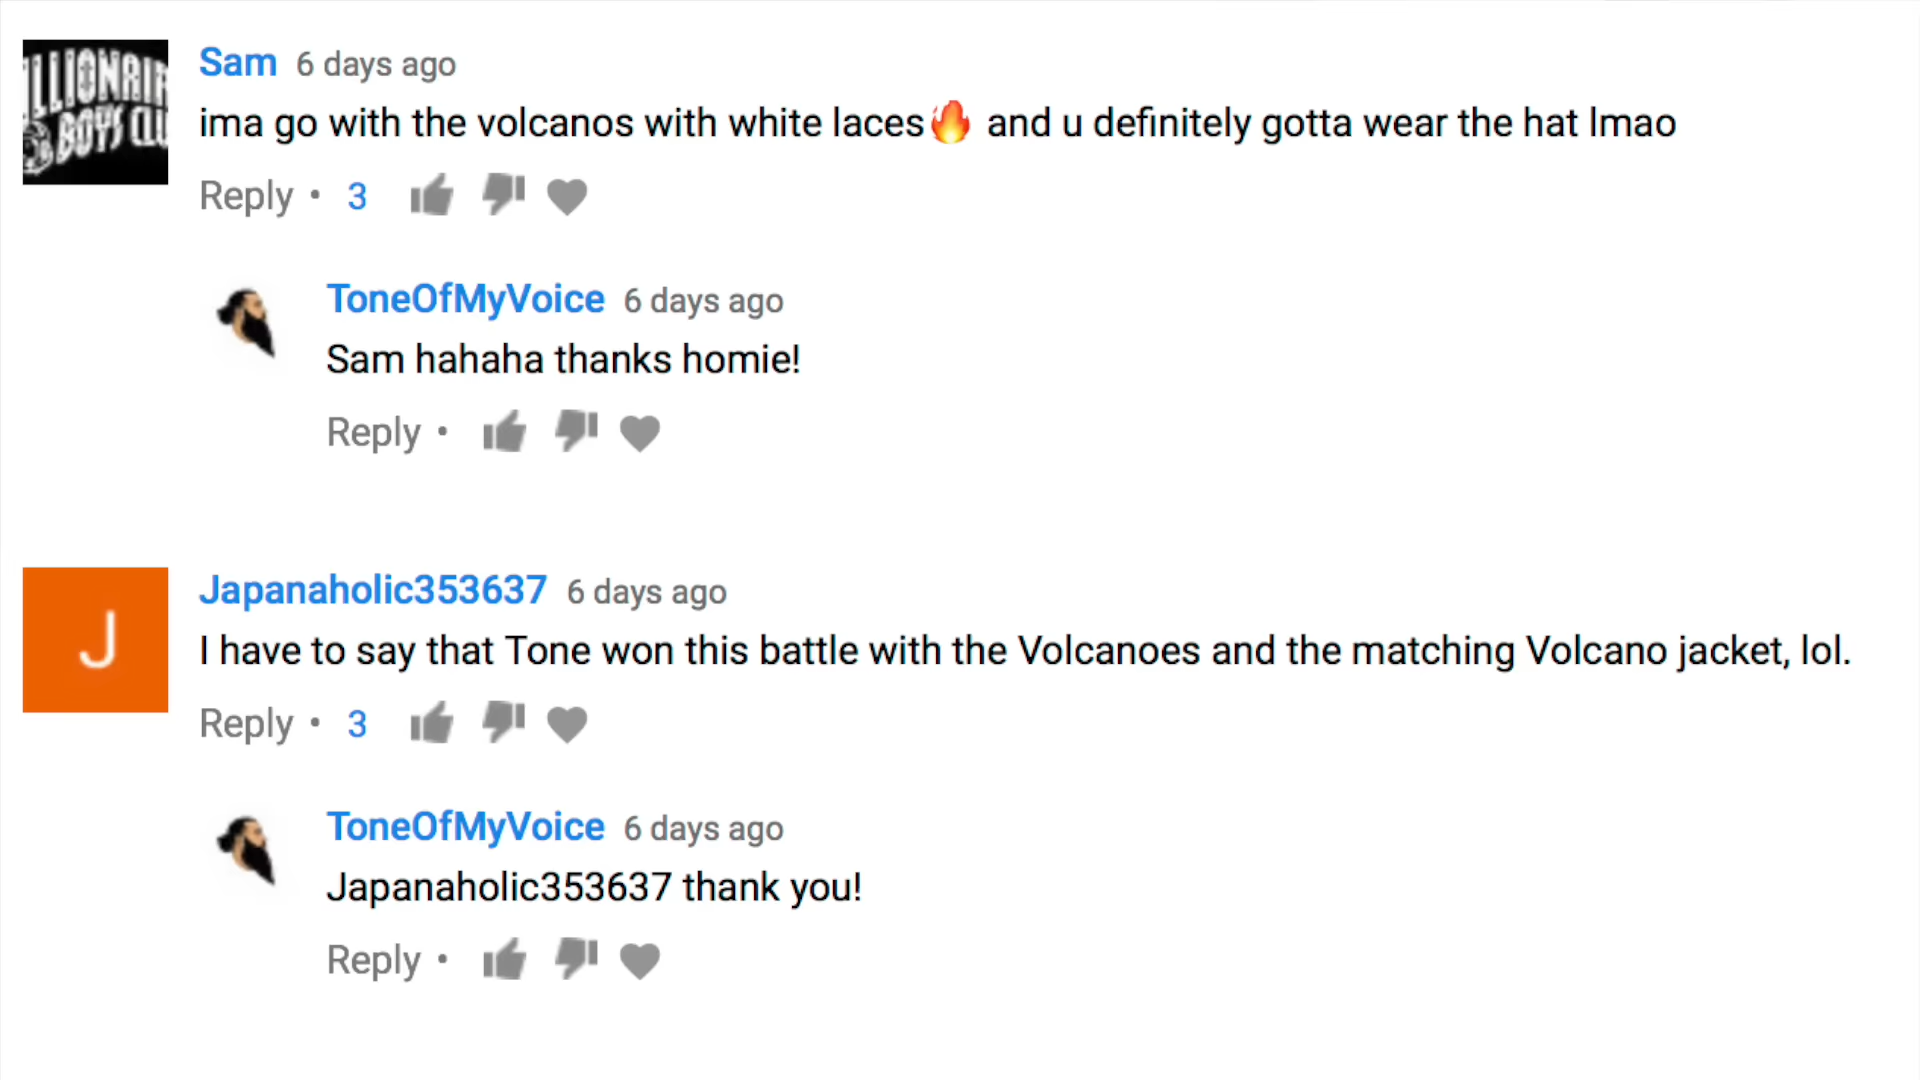 ILLIONAIR
BOYS CLU
Sam 6 days ago
ima go with the volcanos with white laces🔥 and u definitely gotta wear the hat lmao
Reply • 3
ToneOfMyVoice 6 days ago
Sam hahaha thanks homie!
Reply •
J
Japanaholic353637 6 days ago
I have to say that Tone won this battle with the Volcanoes and the matching Volcano jacket, lol.
Reply • 3
ToneOfMyVoice 6 days ago
Japanaholic353637 thank you!
Reply •